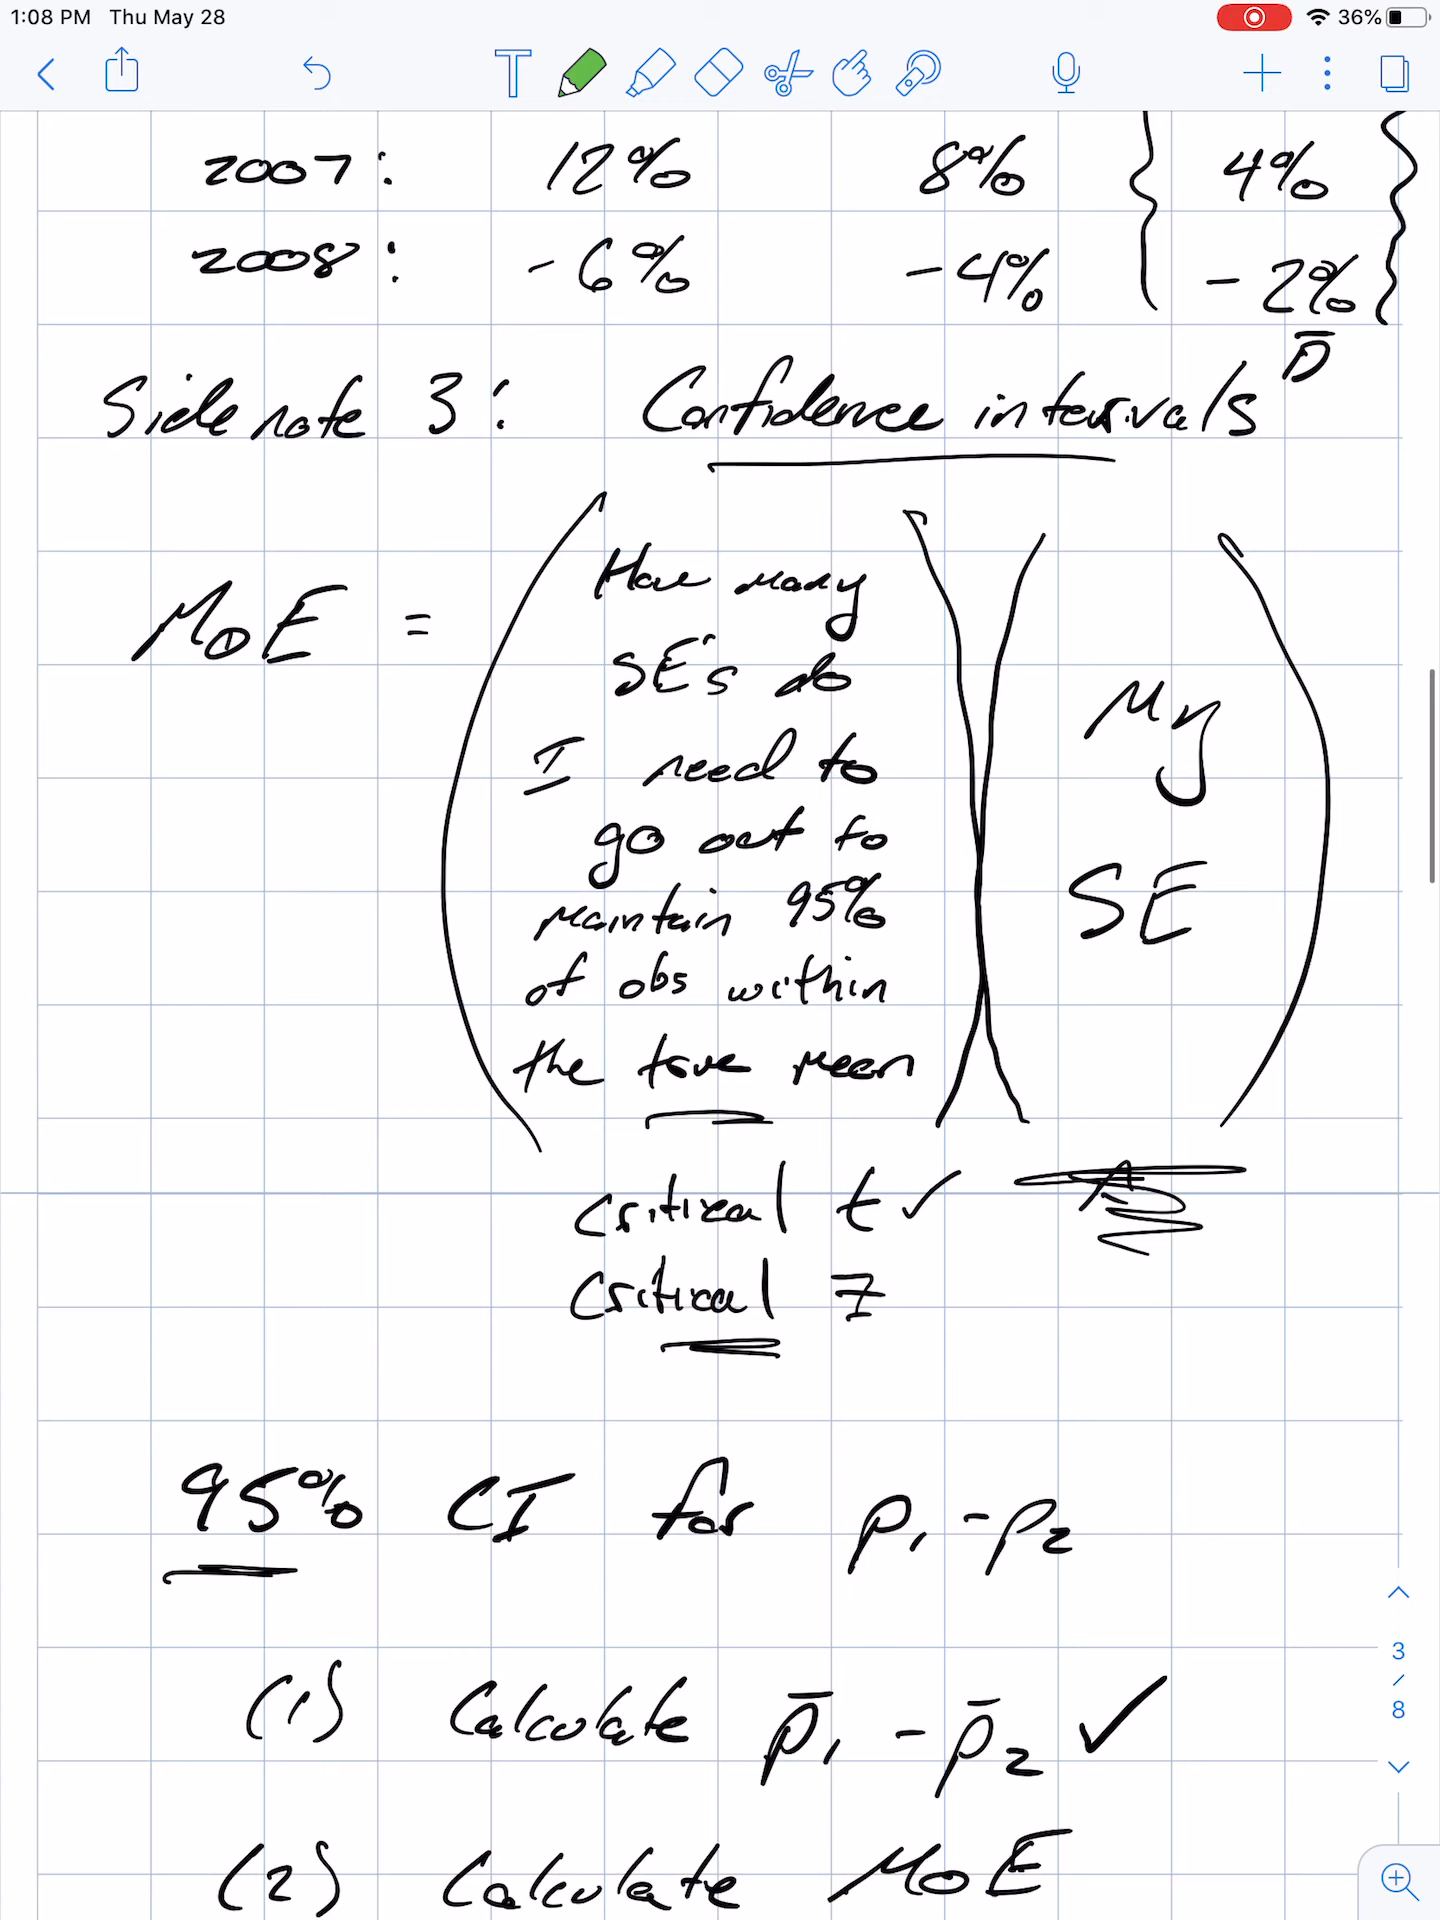 1:08 PM Thu May 28 36%
T
2007: 12% 8% 4%
2008: -6% -4% -2%
D̄
Side note 3: Confidence intervals
MoE =
How many
SE's do
I need to
go out to
maintain 95%
of obs within
the true mean
My
SE
critical t ✓
critical Z
95% CI for p₁ - p₂
(1) Calculate p̄₁ - p̄₂ ✓
(2) Calculate MoE
3
/
8